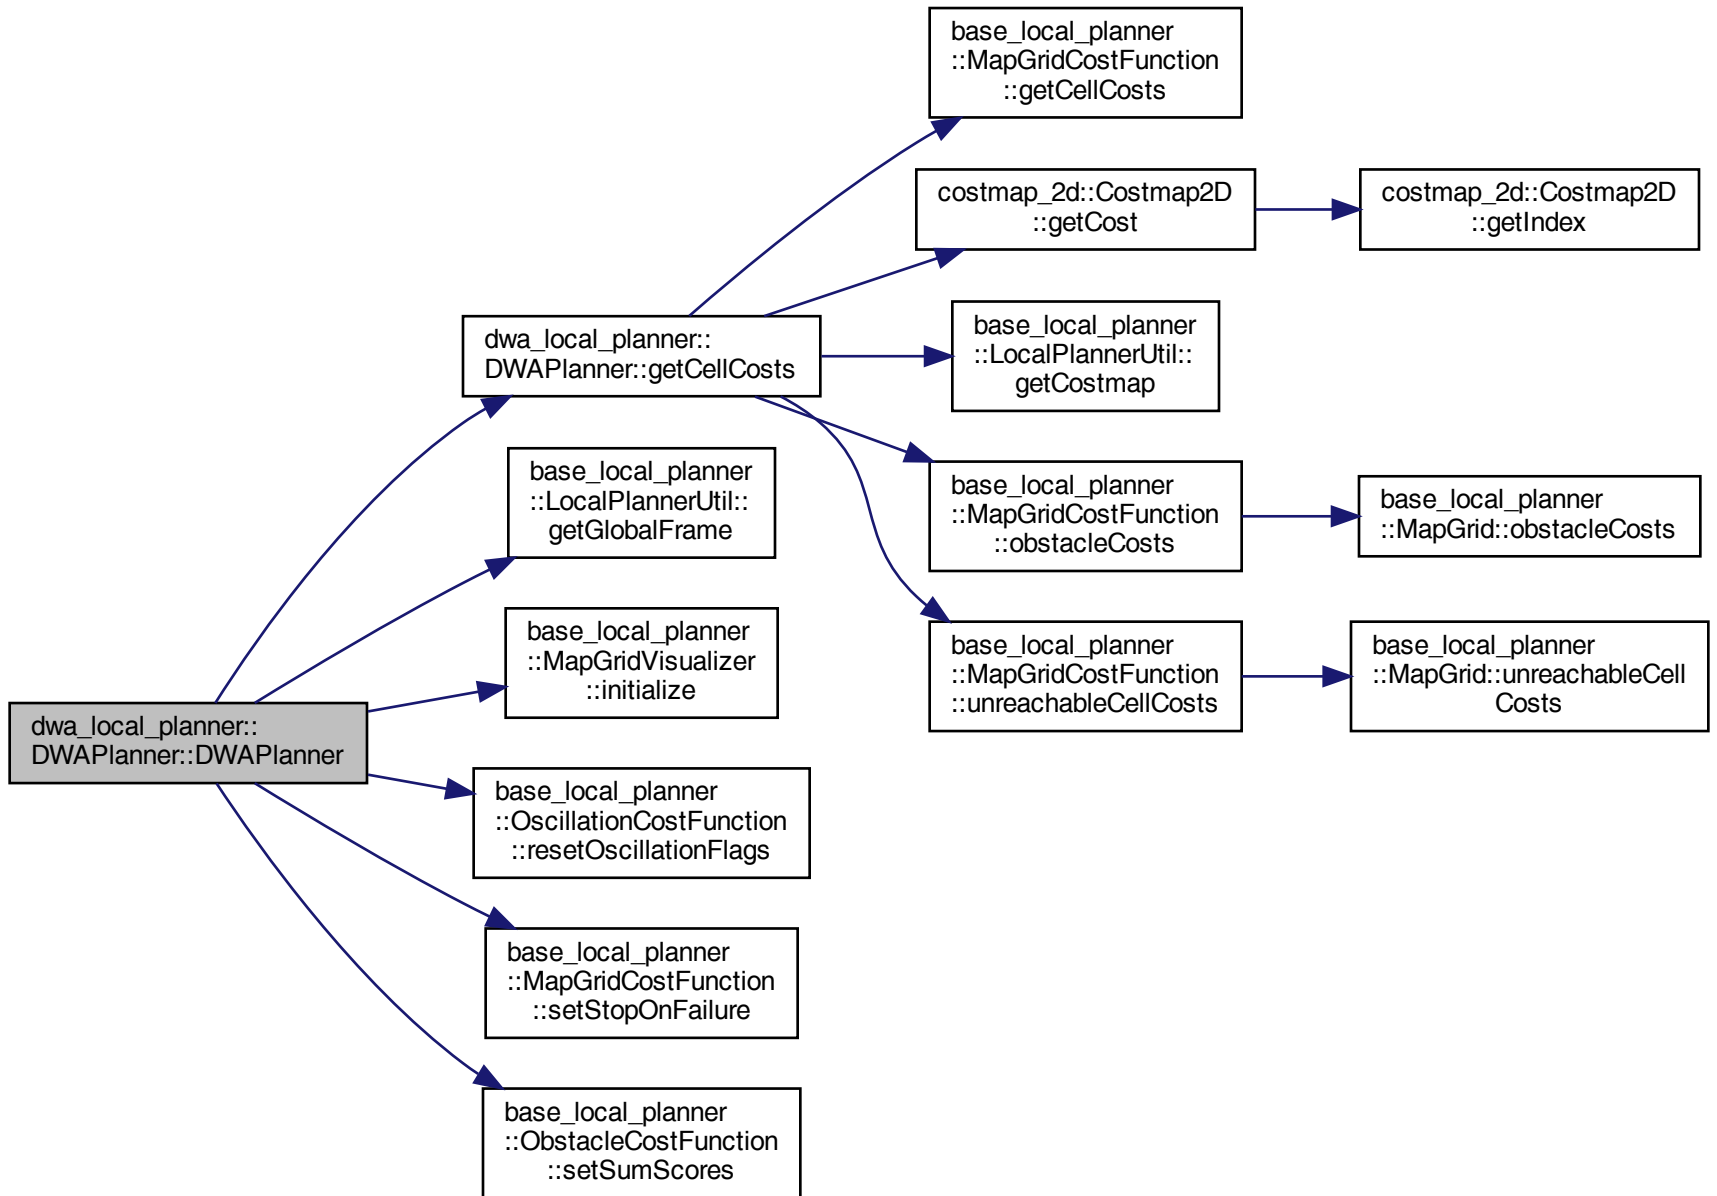 base_local_planner
::MapGridCostFunction
::getCellCosts
costmap_2d::Costmap2D
::getCost
costmap_2d::Costmap2D
::getIndex
dwa_local_planner::
DWAPlanner::getCellCosts
base_local_planner
::LocalPlannerUtil::
getCostmap
base_local_planner
::LocalPlannerUtil::
getGlobalFrame
base_local_planner
::MapGridCostFunction
::obstacleCosts
base_local_planner
::MapGrid::obstacleCosts
base_local_planner
::MapGridVisualizer
::initialize
base_local_planner
::MapGridCostFunction
::unreachableCellCosts
base_local_planner
::MapGrid::unreachableCell
Costs
dwa_local_planner::
DWAPlanner::DWAPlanner
base_local_planner
::OscillationCostFunction
::resetOscillationFlags
base_local_planner
::MapGridCostFunction
::setStopOnFailure
base_local_planner
::ObstacleCostFunction
::setSumScores